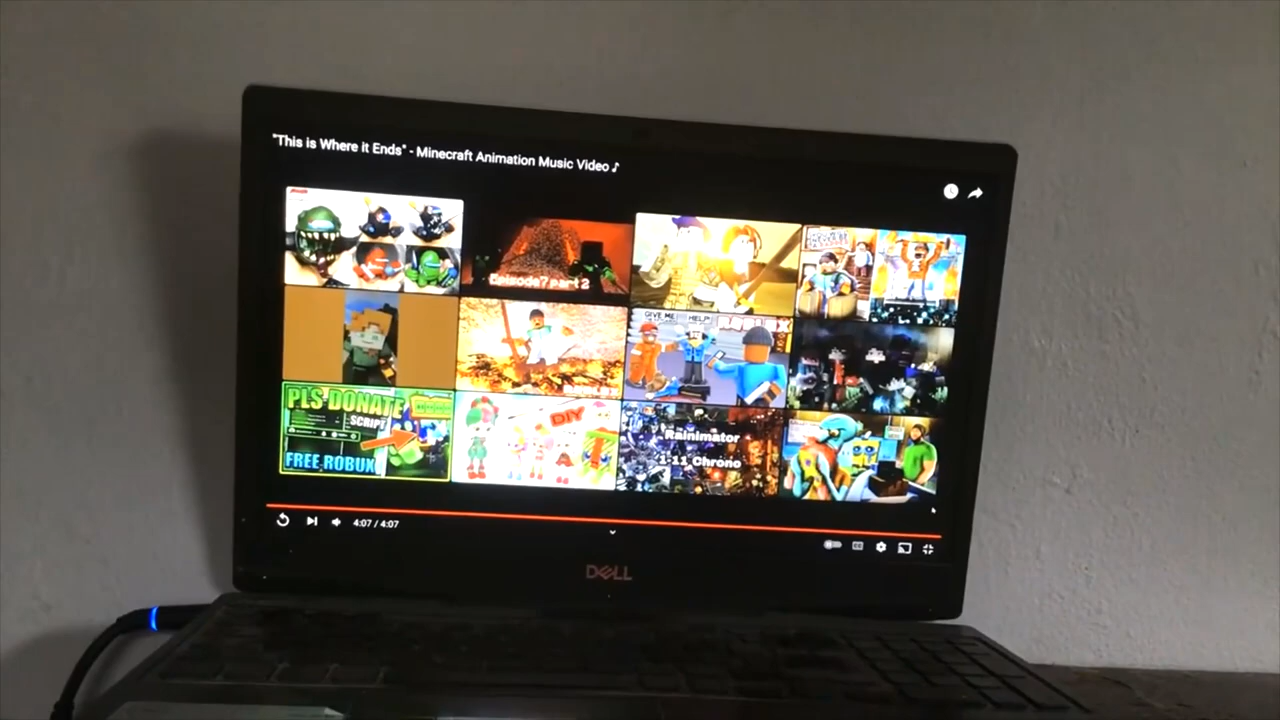 "This is Where it Ends" - Minecraft Animation Music Video ♪
Episode7 part 2
GIVE ME HELP!
ROBLOX
PLS DONATE
SCRIPT
FREE ROBUX
DIY
Rainimator
1-11 Chrono
4:07 / 4:07
DELL